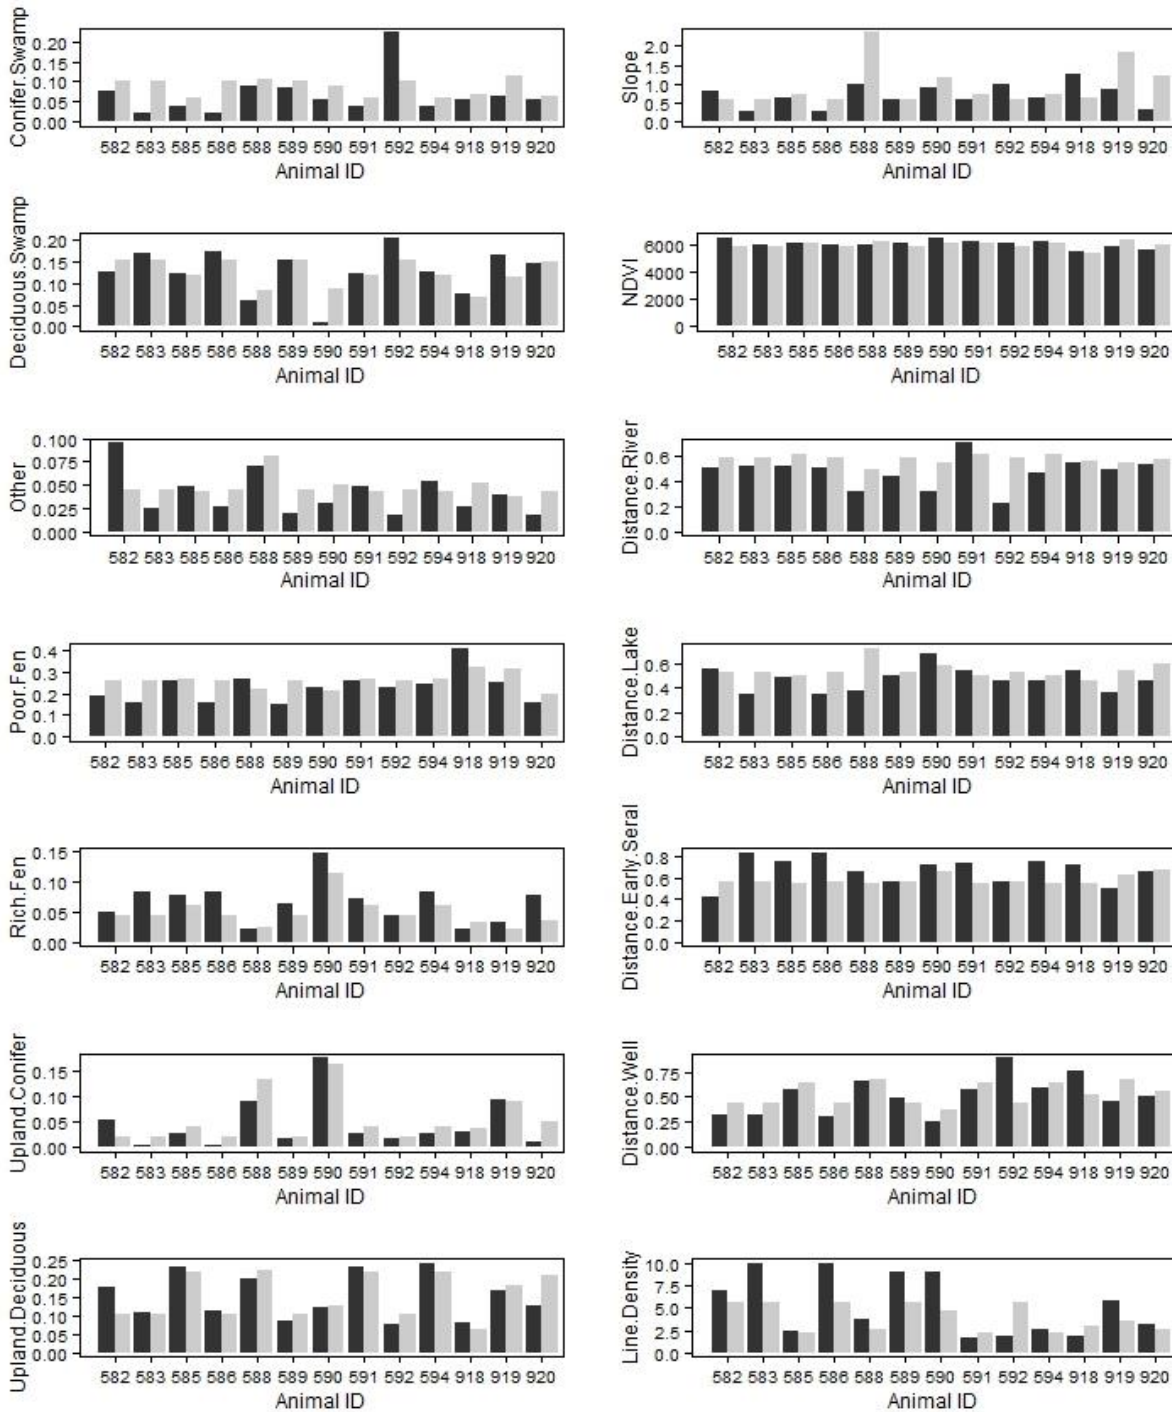 Conifer.Swamp
0.20
0.15
0.10
0.05
0.00
582 583 585 586 588 589 590 591 592 594 918 919 920
Animal ID
Slope
2.0
1.5
1.0
0.5
0.0
582 583 585 586 588 589 590 591 592 594 918 919 920
Animal ID
Deciduous.Swamp
0.20
0.15
0.10
0.05
0.00
582 583 585 586 588 589 590 591 592 594 918 919 920
Animal ID
NDVI
6000
4000
2000
0
582 583 585 586 588 589 590 591 592 594 918 919 920
Animal ID
Other
0.100
0.075
0.050
0.025
0.000
582 583 585 586 588 589 590 591 592 594 918 919 920
Animal ID
Distance.River
0.6
0.4
0.2
0.0
582 583 585 586 588 589 590 591 592 594 918 919 920
Animal ID
Poor.Fen
0.4
0.3
0.2
0.1
0.0
582 583 585 586 588 589 590 591 592 594 918 919 920
Animal ID
Distance.Lake
0.6
0.4
0.2
0.0
582 583 585 586 588 589 590 591 592 594 918 919 920
Animal ID
Rich.Fen
0.15
0.10
0.05
0.00
582 583 585 586 588 589 590 591 592 594 918 919 920
Animal ID
Distance.Early.Seral
0.8
0.6
0.4
0.2
0.0
582 583 585 586 588 589 590 591 592 594 918 919 920
Animal ID
Upland.Conifer
0.15
0.10
0.05
0.00
582 583 585 586 588 589 590 591 592 594 918 919 920
Animal ID
Distance.Well
0.75
0.50
0.25
0.00
582 583 585 586 588 589 590 591 592 594 918 919 920
Animal ID
Upland.Deciduous
0.25
0.20
0.15
0.10
0.05
0.00
582 583 585 586 588 589 590 591 592 594 918 919 920
Animal ID
Line.Density
10.0
7.5
5.0
2.5
0.0
582 583 585 586 588 589 590 591 592 594 918 919 920
Animal ID